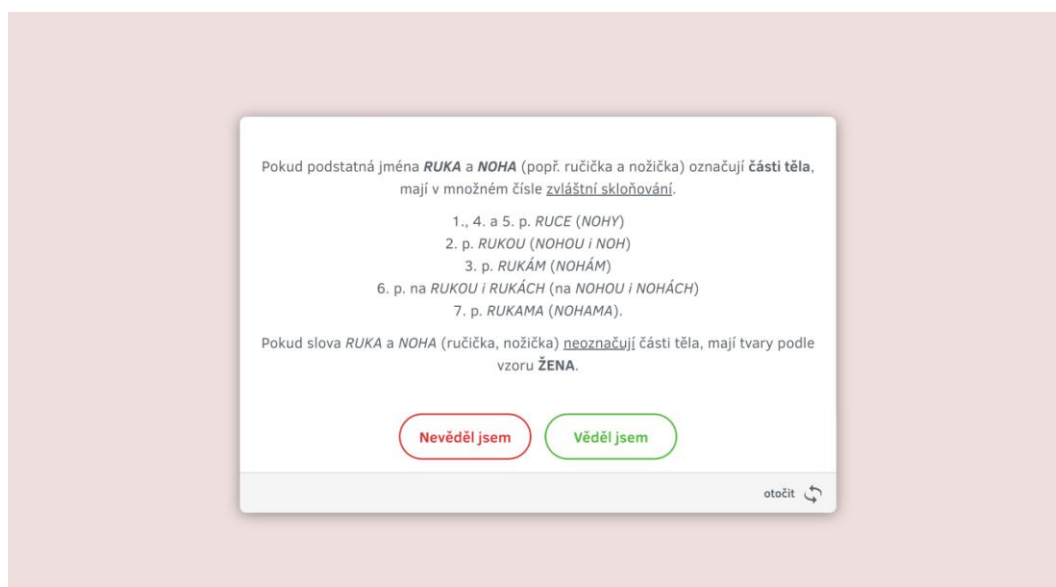 Pokud podstatná jména RUKA a NOHA (popř. ručička a nožička) označují části těla,
mají v množném čísle zvláštní skloňování.
1., 4. a 5. p. RUCE (NOHY)
2. p. RUKOU (NOHOU i NOH)
3. p. RUKÁM (NOHÁM)
6. p. na RUKOU i RUKÁCH (na NOHOU i NOHÁCH)
7. p. RUKAMA (NOHAMA).
Pokud slova RUKA a NOHA (ručička, nožička) neoznačují části těla, mají tvary podle
vzoru ŽENA.
Nevěděl jsem Věděl jsem
otočit